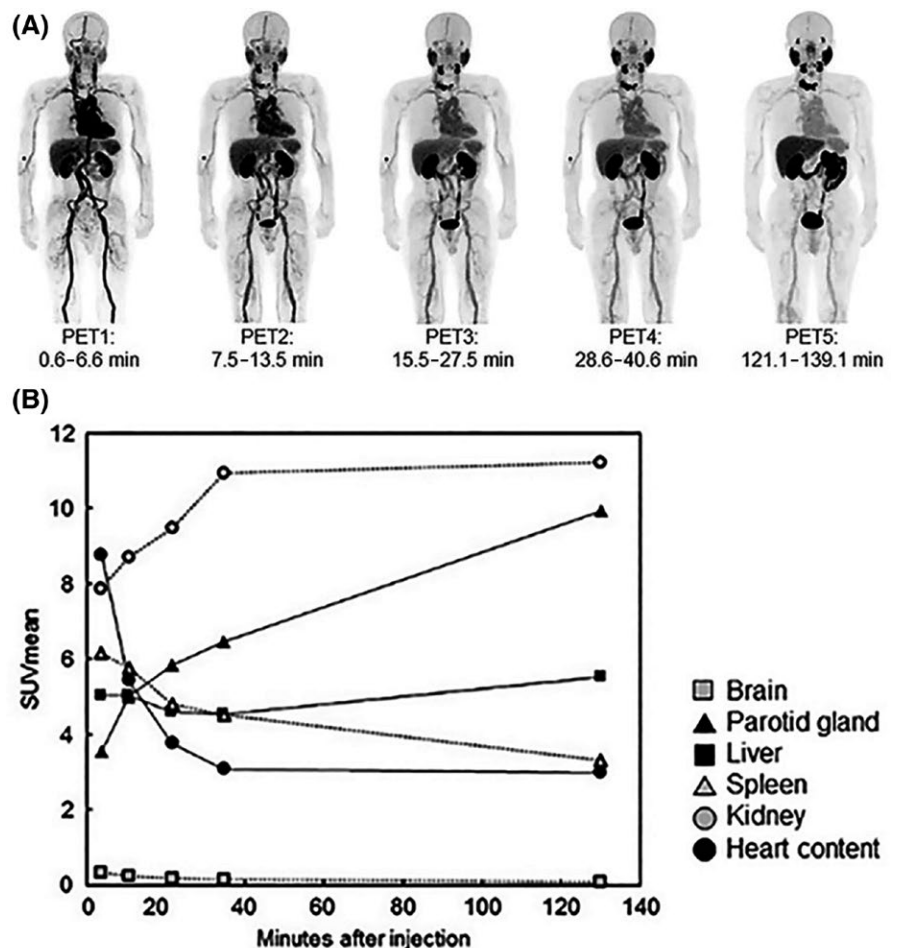 (A)
PET1: PET2: PET3: PET4: PET5:
0.6–6.6 min 7.5–13.5 min 15.5–27.5 min 28.6–40.6 min 121.1–139.1 min
(B)
12
10
8
6
4
2
0
SUVmean
0 20 40 60 80 100 120 140
Minutes after injection
Brain
Parotid gland
Liver
Spleen
Kidney
Heart content